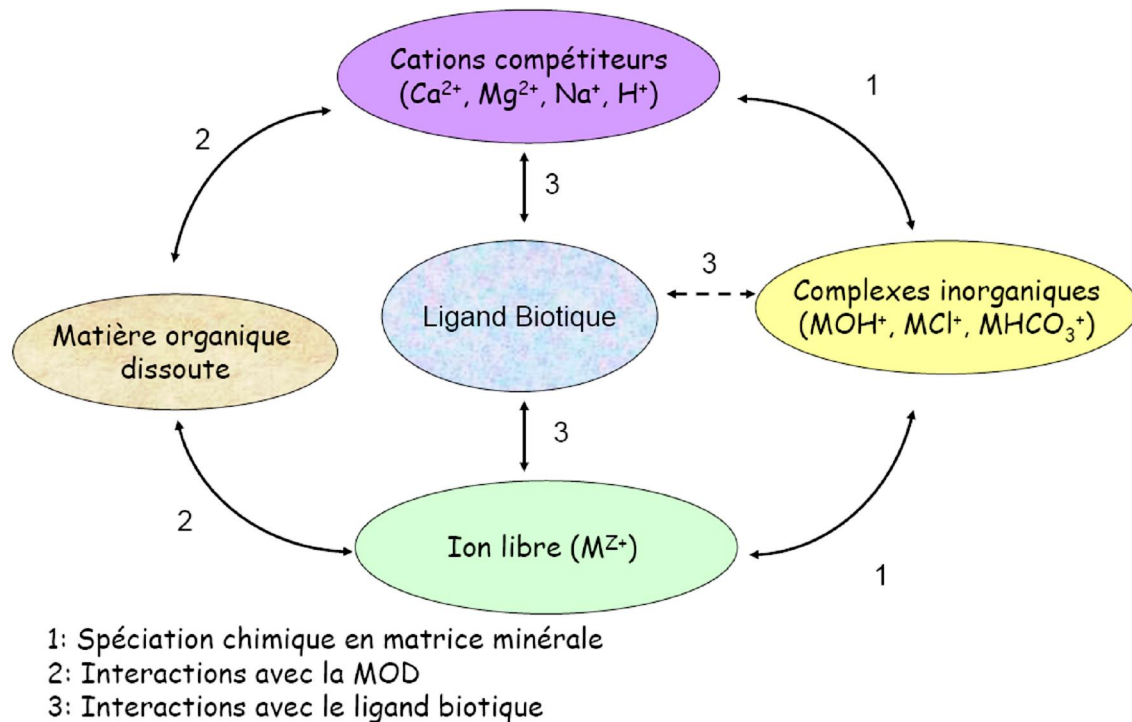 Cations compétiteurs
(Ca²⁺, Mg²⁺, Na⁺, H⁺)
1
2
3
3
Complexes inorganiques
(MOH⁺, MCl⁺, MHCO₃⁺)
Ligand Biotique
Matière organique
dissoute
3
2
Ion libre (Mᶻ⁺)
1
1: Spéciation chimique en matrice minérale
2: Interactions avec la MOD
3: Interactions avec le ligand biotique